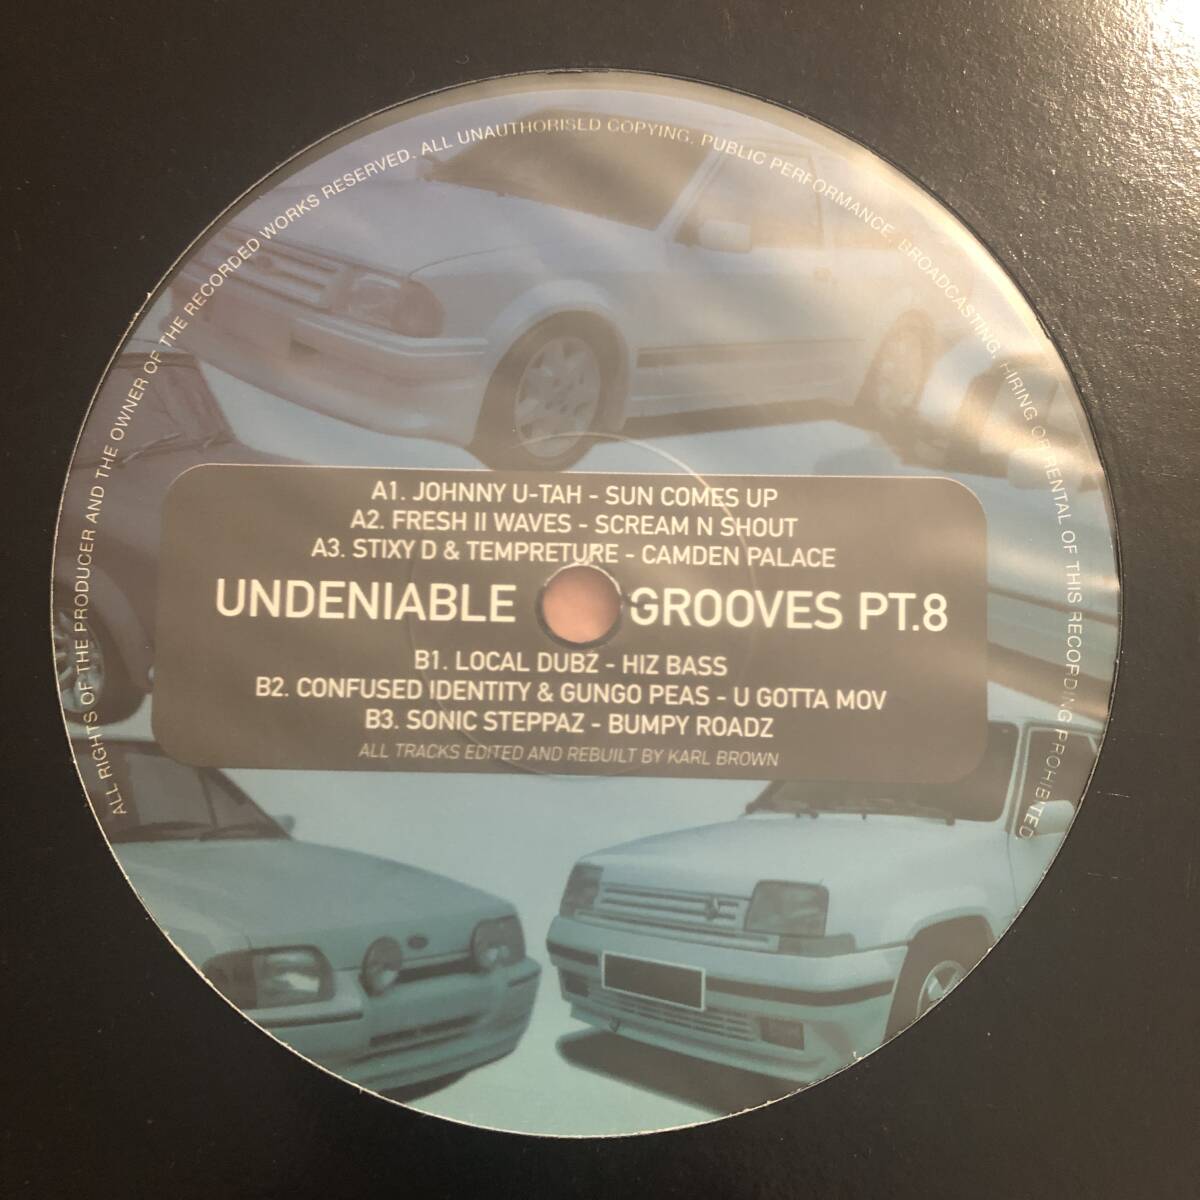 ALL RIGHTS OF THE PRODUCER AND THE OWNER OF THE RECORDED WORKS RESERVED. ALL UNAUTHORISED COPYING, PUBLIC PERFORMANCE, BROADCASTING, HIRING OR RENTAL OF THIS RECORDING PROHIBITED.
A1. JOHNNY U-TAH - SUN COMES UP
A2. FRESH II WAVES - SCREAM N SHOUT
A3. STIXY D & TEMPRETURE - CAMDEN PALACE
UNDENIABLE GROOVES PT.8
B1. LOCAL DUBZ - HIZ BASS
B2. CONFUSED IDENTITY & GUNGO PEAS - U GOTTA MOV
B3. SONIC STEPPAZ - BUMPY ROADZ
ALL TRACKS EDITED AND REBUILT BY KARL BROWN